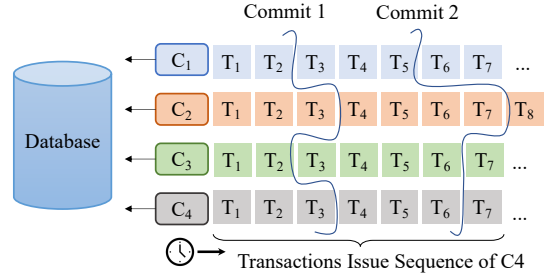 Commit 1 Commit 2
C1 T1 T2 T3 T4 T5 T6 T7 ...
C2 T1 T2 T3 T4 T5 T6 T7 T8
Database
C3 T1 T2 T3 T4 T5 T6 T7 ...
C4 T1 T2 T3 T4 T5 T6 T7 ...
Transactions Issue Sequence of C4